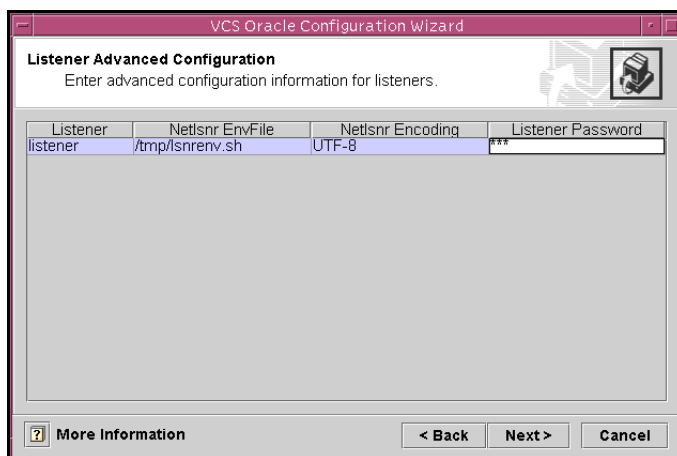 VCS Oracle Configuration Wizard
Listener Advanced Configuration
Enter advanced configuration information for listeners.
Listener Netlsnr EnvFile Netlsnr Encoding Listener Password
listener /tmp/lsnrenv.sh UTF-8 ***
? More Information < Back Next > Cancel